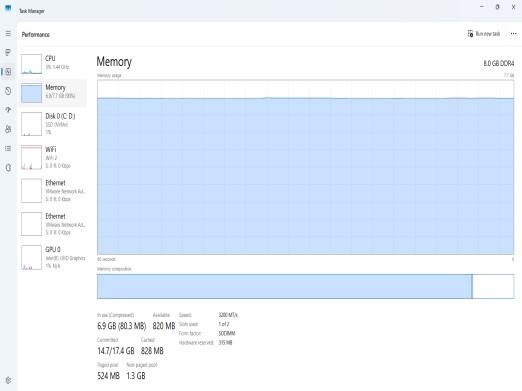 Task Manager
Performance
Run new task
CPU
5% 1.44 GHz
Memory
6.9/7.7 GB (90%)
Disk 0 (C: D:)
SSD (NVMe)
1%
WiFi
WiFi 2
S: 0 R: 0 Kbps
Ethernet
VMware Network Ad...
S: 0 R: 0 Kbps
Ethernet
VMware Network Ad...
S: 0 R: 0 Kbps
GPU 0
Intel(R) UHD Graphics
1% N/A
Memory
8.0 GB DDR4
Memory usage
7.7 GB
60 seconds
0
Memory composition
In use (Compressed)
6.9 GB (80.3 MB)
Available
820 MB
Committed
14.7/17.4 GB
Cached
828 MB
Paged pool
524 MB
Non-paged pool
1.3 GB
Speed: 3200 MT/s
Slots used: 1 of 2
Form factor: SODIMM
Hardware reserved: 315 MB